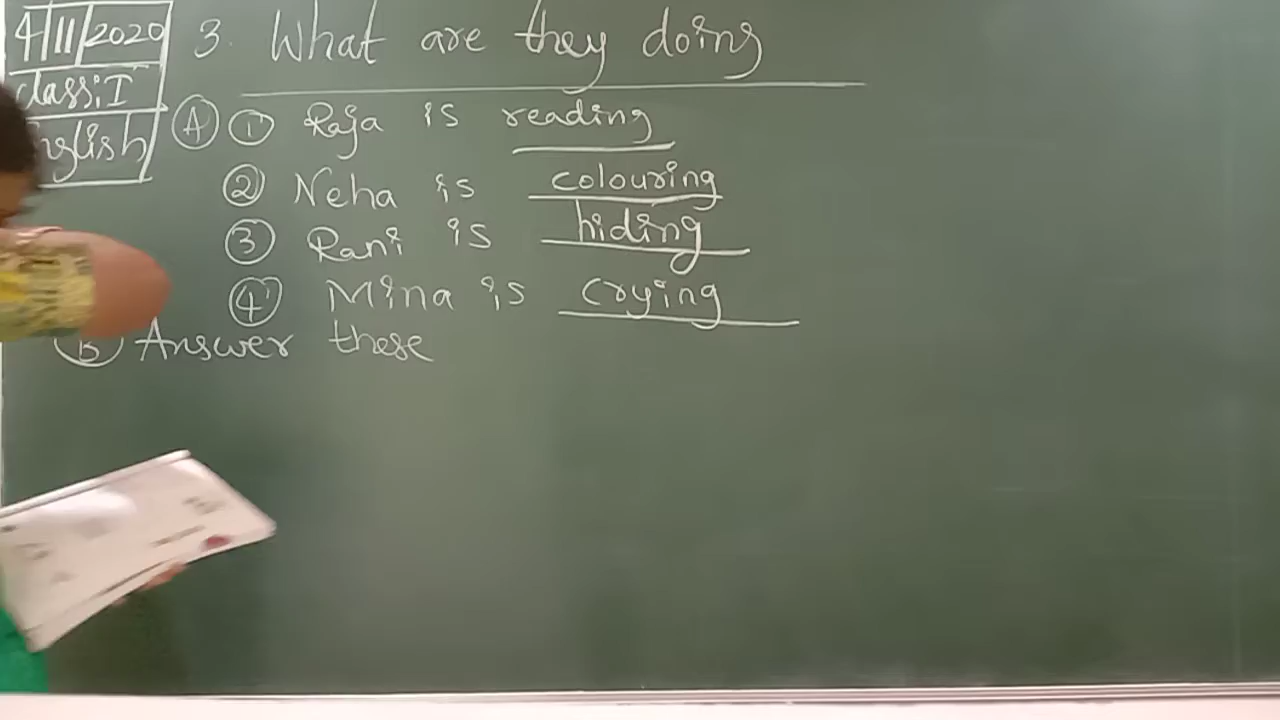 4/11/2020
class: I
English
3. What are they doing
A 1 Raja is reading
2 Neha is colouring
3 Rani is hiding
4 Mina is crying
B Answer these